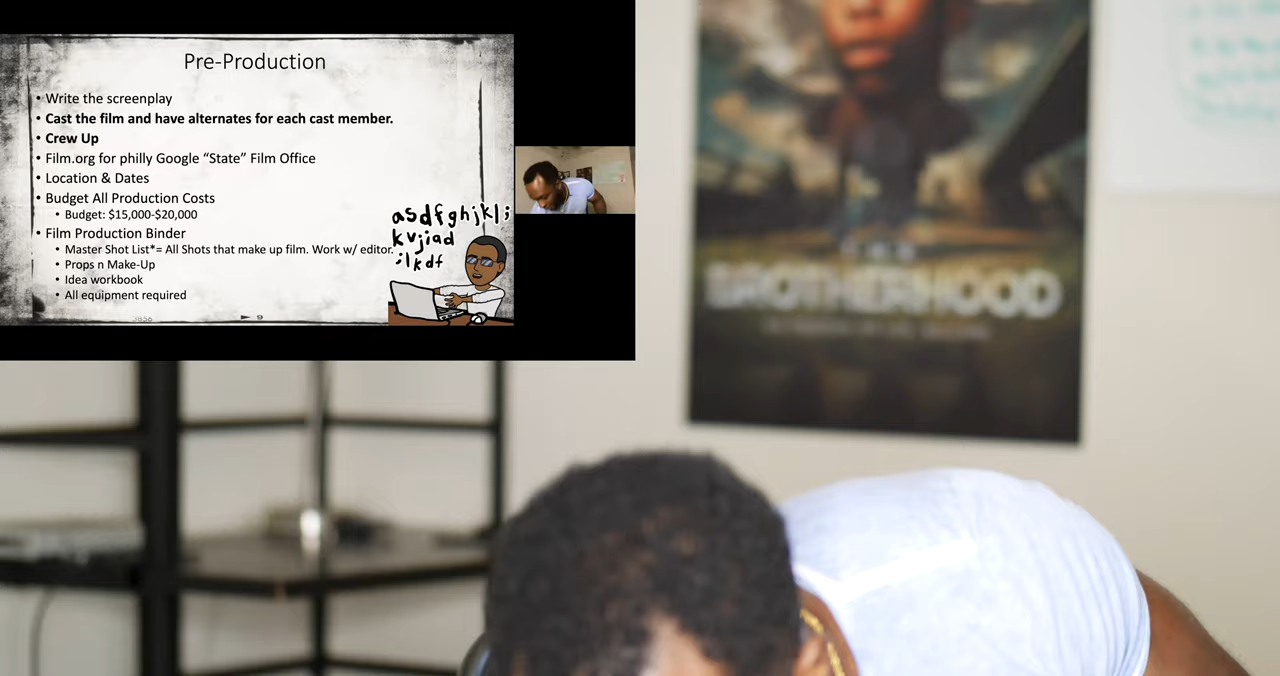 Pre-Production
• Write the screenplay
• Cast the film and have alternates for each cast member.
• Crew Up
• Film.org for philly Google “State” Film Office
• Location & Dates
• Budget All Production Costs
• Budget: $15,000-$20,000
• Film Production Binder
• Master Shot List*= All Shots that make up film. Work w/ editor.
• Props n Make-Up
• Idea workbook
• All equipment required
asdfghjkl;
kvjiad
;lkdf
9
BROTHERHOOD